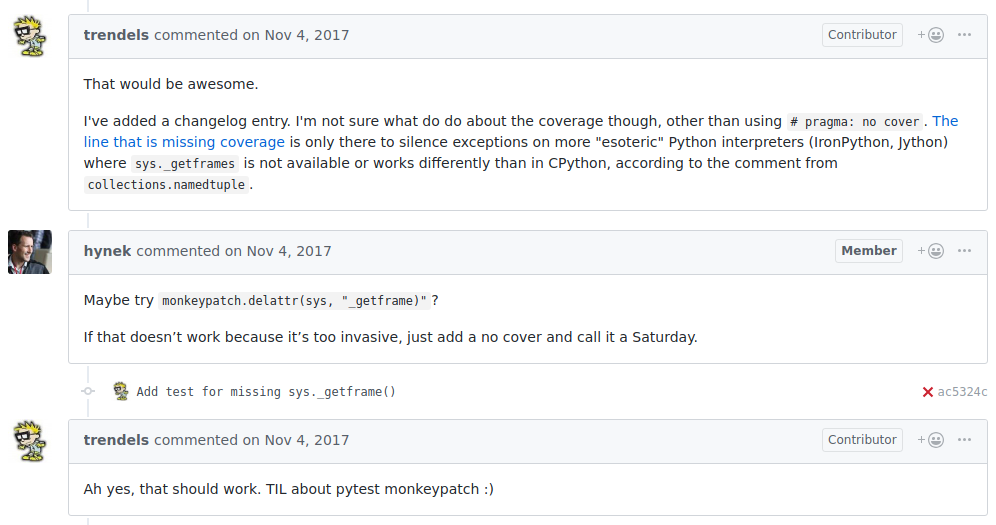 trendels commented on Nov 4, 2017 Contributor + ...
That would be awesome.
I've added a changelog entry. I'm not sure what do do about the coverage though, other than using # pragma: no cover. The
line that is missing coverage is only there to silence exceptions on more "esoteric" Python interpreters (IronPython, Jython)
where sys._getframes is not available or works differently than in CPython, according to the comment from
collections.namedtuple.
hynek commented on Nov 4, 2017 Member + ...
Maybe try monkeypatch.delattr(sys, "_getframe)"?
If that doesn’t work because it’s too invasive, just add a no cover and call it a Saturday.
Add test for missing sys._getframe() ac5324c
trendels commented on Nov 4, 2017 Contributor + ...
Ah yes, that should work. TIL about pytest monkeypatch :)